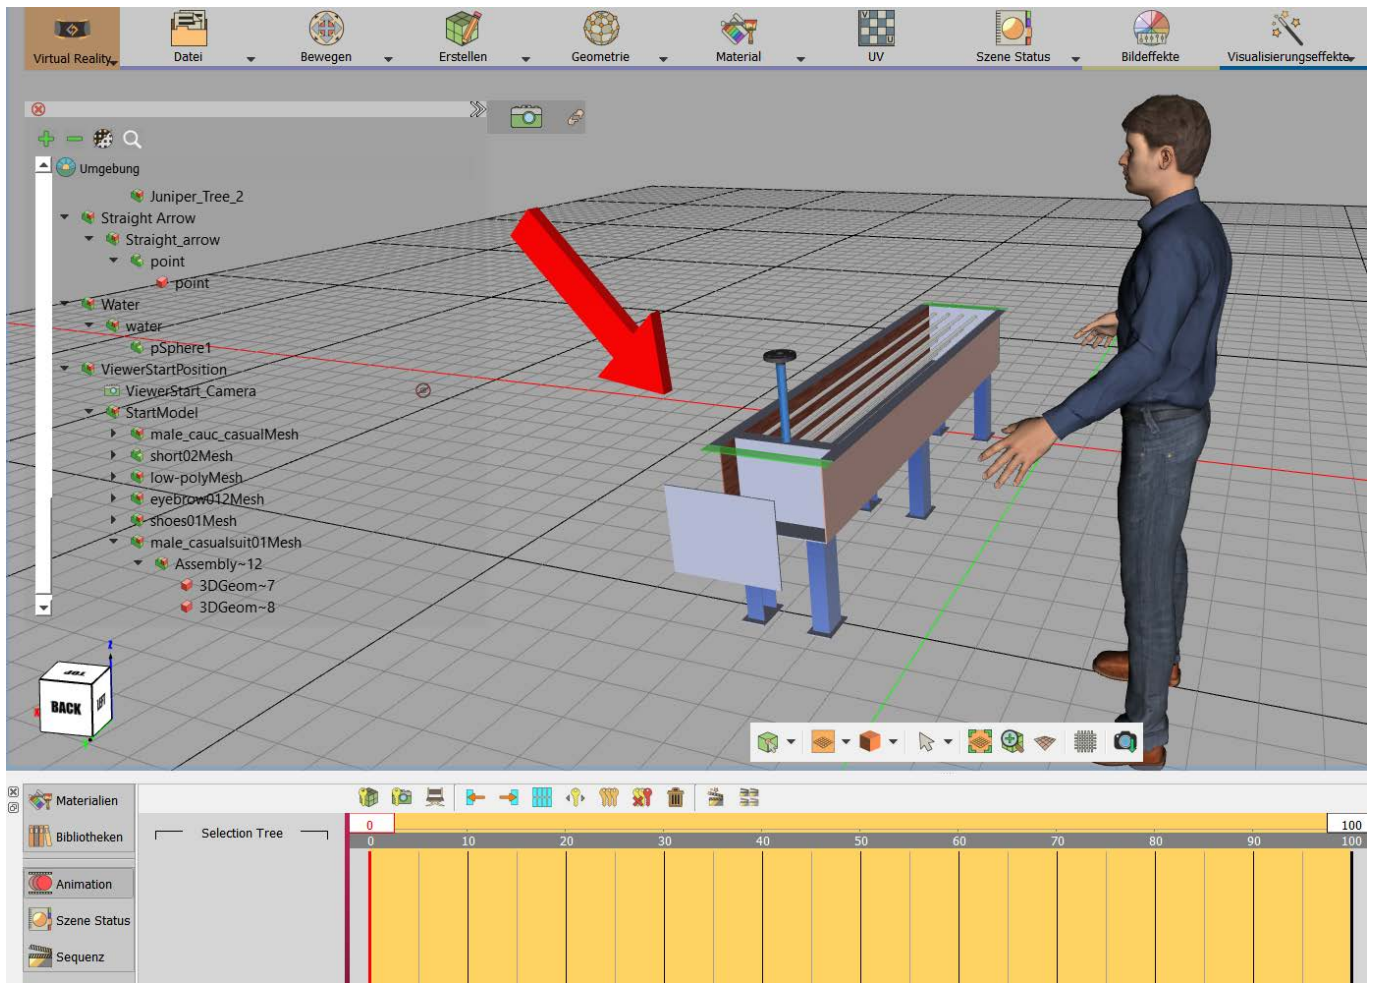 Virtual Reality
Datei
Bewegen
Erstellen
Geometrie
Material
UV
Szene Status
Bildeffekte
Visualisierungseffekte
Umgebung
Juniper_Tree_2
Straight Arrow
Straight_arrow
point
point
Water
water
pSphere1
ViewerStartPosition
ViewerStart_Camera
StartModel
male_cauc_casualMesh
short02Mesh
low-polyMesh
eyebrow012Mesh
shoes01Mesh
male_casualsuit01Mesh
Assembly~12
3DGeom~7
3DGeom~8
Z
TOP
BACK
LEFT
Materialien
Bibliotheken
Selection Tree
0 100
0 10 20 30 40 50 60 70 80 90 100
Animation
Szene Status
Sequenz